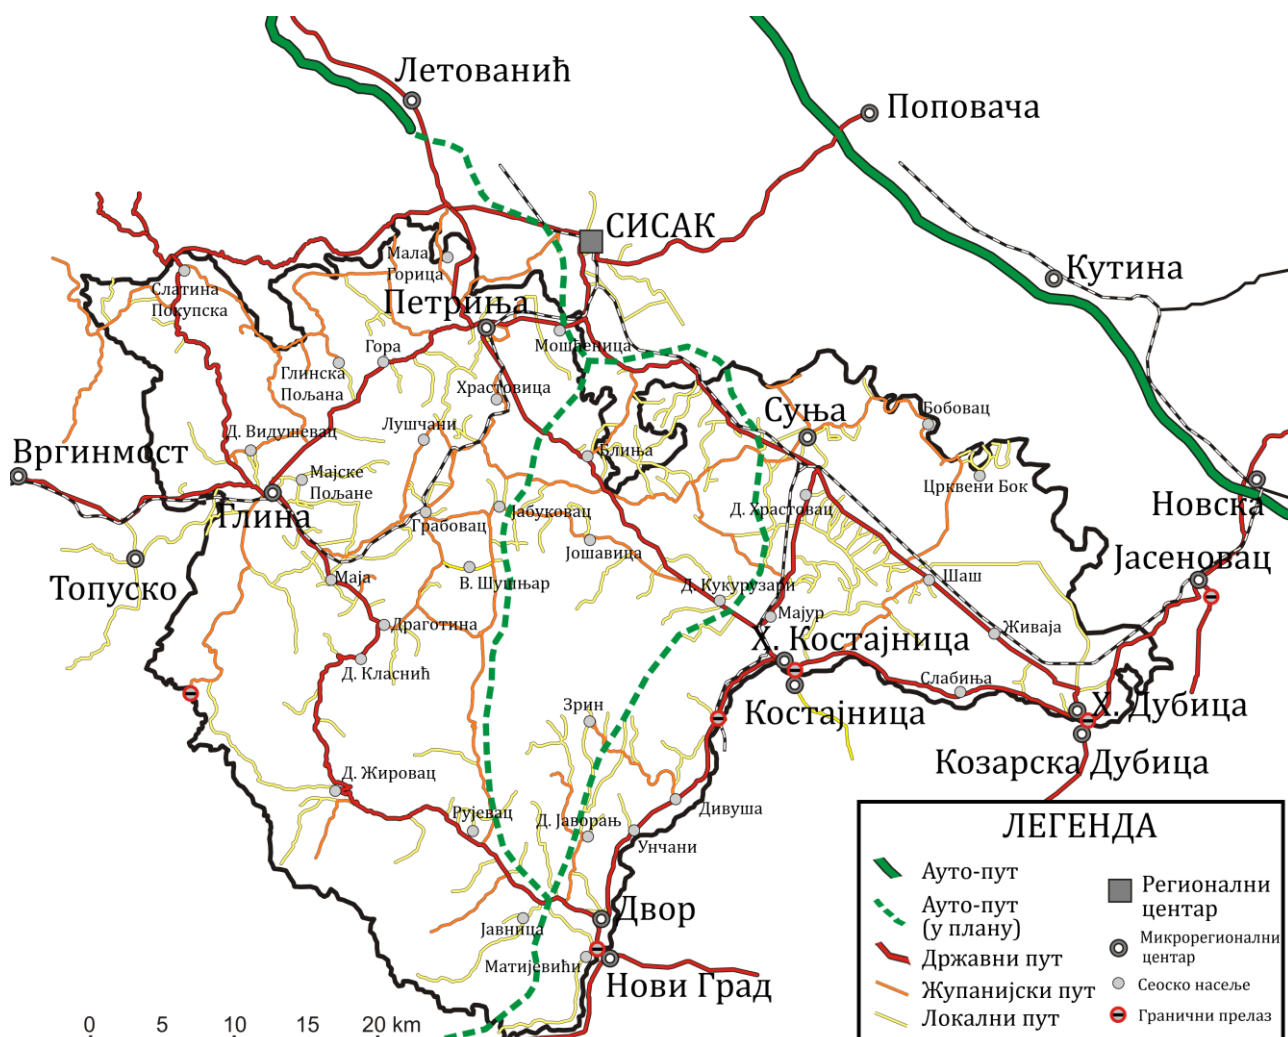 Летованић
Поповача
СИСАК
Мала
Горица
Кутина
Слатина
Покупска
Петриња
Мошћеница
Гора
Глинска
Пољана
Храстовица
Суња
Бобовац
Лушчани
Д. Видушевац
Вргинмост
Блиња
Мајске
Пољане
Црквени Бок
Новска
Глина
Грабовац
Јабуковац
Д. Храстовац
Јошавица
Јасеновац
Топуско
Маја
В. Шушњар
Д. Кукурузари
Шаш
Мајур
Драготина
Х. Костајница
Живаја
Д. Класнић
Слабиња
Зрин
Костајница
Х. Дубица
Козарска Дубица
Д. Жировац
Дивуша
Рујевац
Д. Јаворањ
Унчани
Двор
Јавница
Матијевићи
Нови Град
0 5 10 15 20 km
ЛЕГЕНДА
Ауто-пут
Ауто-пут
(у плану)
Државни пут
Жупанијски пут
Локални пут
Регионални
центар
Микрорегионални
центар
Сеоско насеље
Гранични прелаз